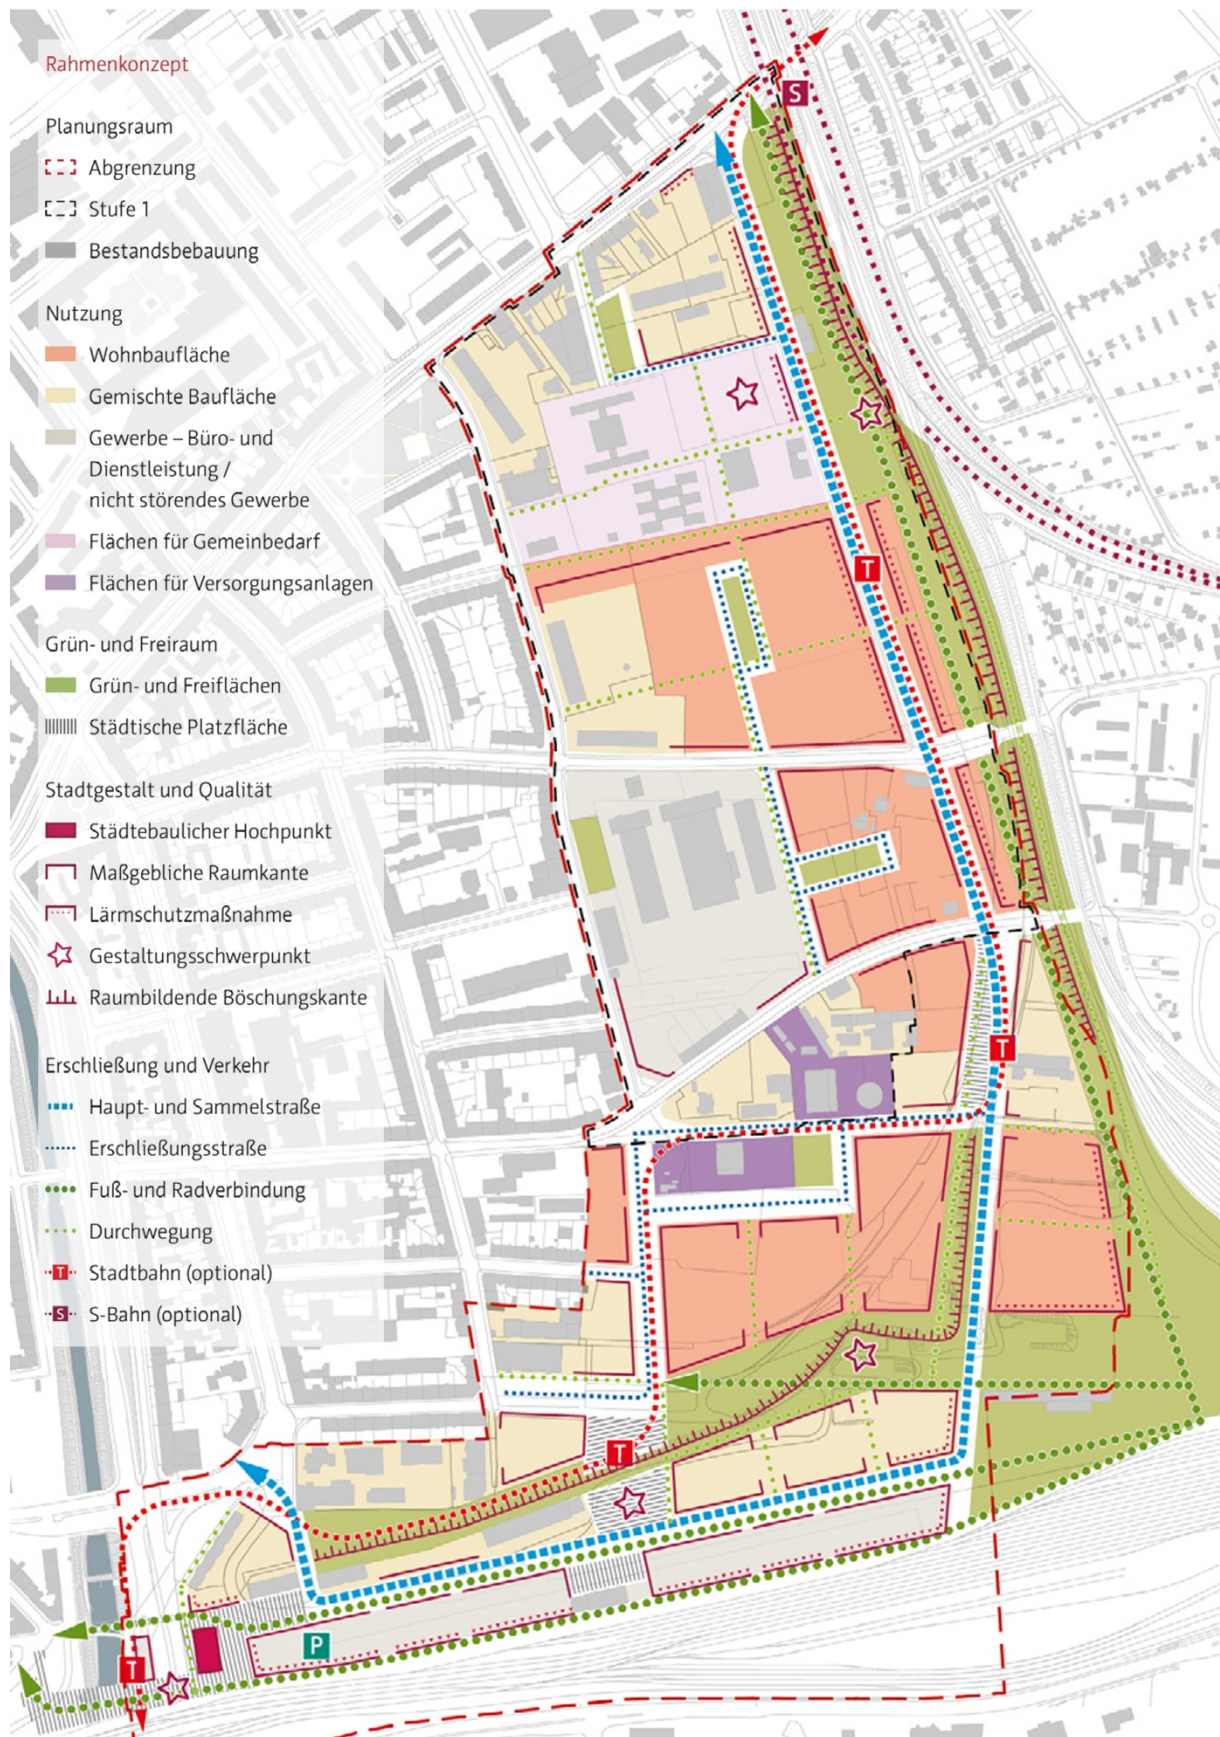 Rahmenkonzept
Planungsraum
Abgrenzung
Stufe 1
Bestandsbebauung
Nutzung
Wohnbaufläche
Gemischte Baufläche
Gewerbe – Büro- und
Dienstleistung /
nicht störendes Gewerbe
Flächen für Gemeinbedarf
Flächen für Versorgungsanlagen
Grün- und Freiraum
Grün- und Freiflächen
Städtische Platzfläche
Stadtgestalt und Qualität
Städtebaulicher Hochpunkt
Maßgebliche Raumkante
Lärmschutzmaßnahme
Gestaltungsschwerpunkt
Raumbildende Böschungskante
Erschließung und Verkehr
Haupt- und Sammelstraße
Erschließungsstraße
Fuß- und Radverbindung
Durchwegung
T Stadtbahn (optional)
S S-Bahn (optional)
S
T
T
T
P
T